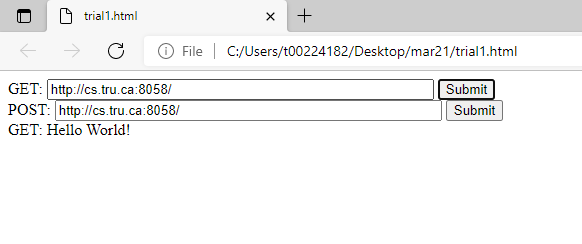 trial1.html
File | C:/Users/t00224182/Desktop/mar21/trial1.html
GET: http://cs.tru.ca:8058/ Submit
POST: http://cs.tru.ca:8058/ Submit
GET: Hello World!